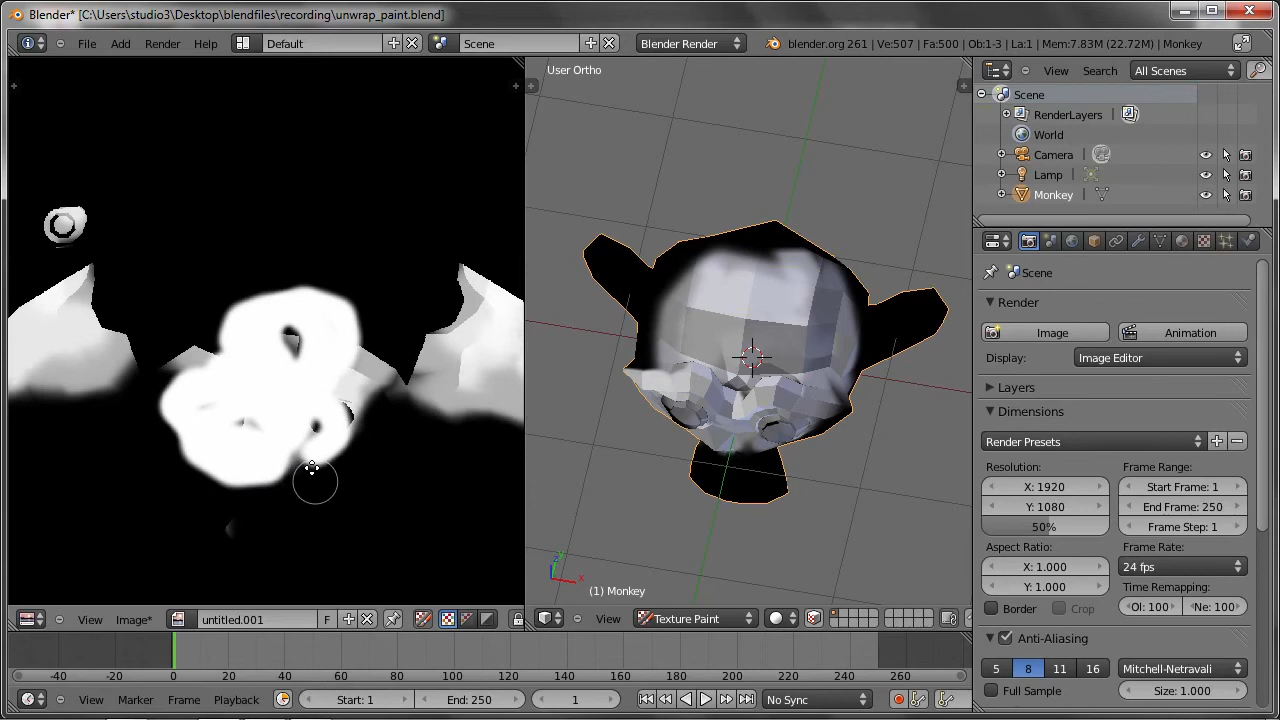 Blender* [C:\Users\studio3\Desktop\blendfiles\recording\unwrap_paint.blend]
File Add Render Help Default Scene Blender Render blender.org 261 | Ve:507 | Fa:500 | Ob:1-3 | La:1 | Mem:7.83M (22.72M) | Monkey
User Ortho
View Search All Scenes
Scene
RenderLayers
World
Camera
Lamp
Monkey
Scene
Render
Image Animation
Display: Image Editor
Layers
Dimensions
Render Presets
Resolution: Frame Range:
X: 1920 Start Frame: 1
Y: 1080 End Frame: 250
50% Frame Step: 1
Aspect Ratio: Frame Rate:
X: 1.000 24 fps
Y: 1.000 Time Remapping:
Border Crop Ol: 100 Ne: 100
Anti-Aliasing
5 8 11 16 Mitchell-Netravali
Full Sample Size: 1.000
y
x
(1) Monkey
View Image* untitled.001 F
View Texture Paint
-40 -20 0 20 40 60 80 100 120 140 160 180 200 220 240 260
View Marker Frame Playback Start: 1 End: 250 1 No Sync